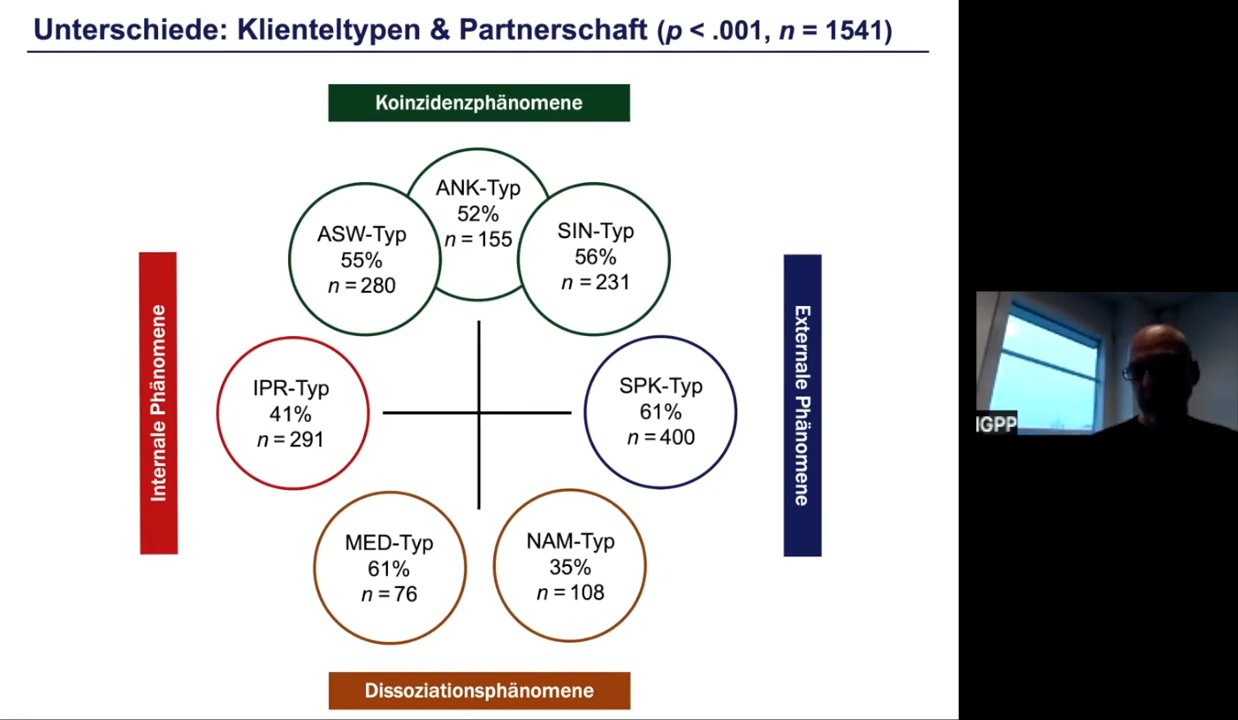 Unterschiede: Klienteltypen & Partnerschaft (p < .001, n = 1541)
Koinzidenzphänomene
ANK-Typ
52%
n = 155
ASW-Typ
55%
n = 280
SIN-Typ
56%
n = 231
Internale Phänomene
Externale Phänomene
IPR-Typ
41%
n = 291
SPK-Typ
61%
n = 400
IGPP
MED-Typ
61%
n = 76
NAM-Typ
35%
n = 108
Dissoziationsphänomene